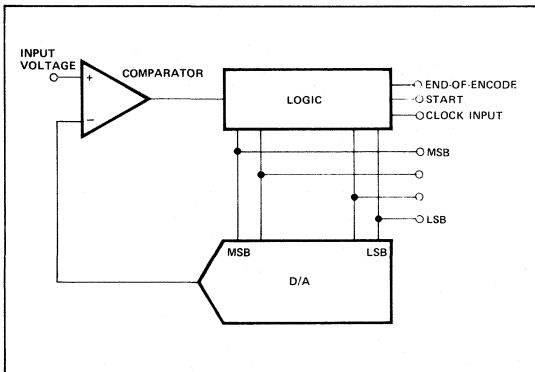 INPUT
VOLTAGE
+
COMPARATOR
−
LOGIC
END-OF-ENCODE
START
CLOCK INPUT
MSB
LSB
MSB
LSB
D/A